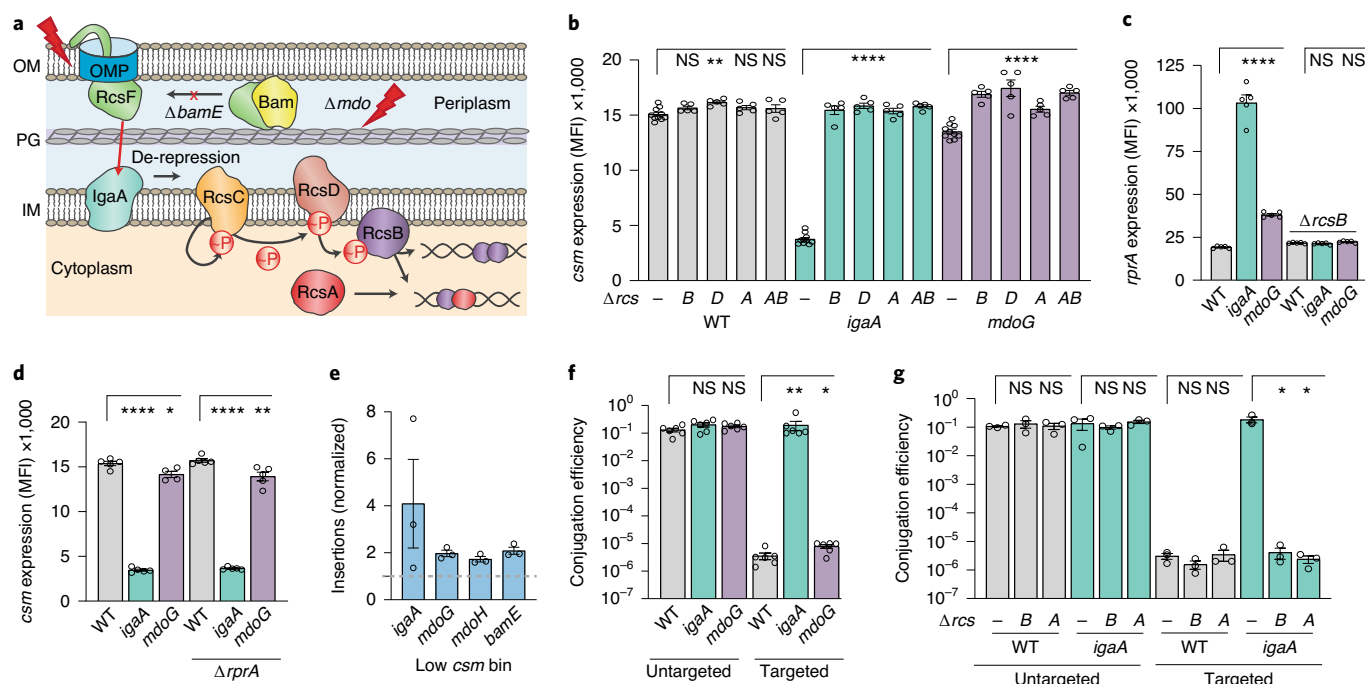 a
OM
OMP
RcsF
ΔbamE
x
Bam
Δmdo
Periplasm
PG
De-repression
IgaA
RcsC
RcsD
IM
~P
~P
~P
~P
RcsB
Cytoplasm
RcsA
b
csm expression (MFI) ×1,000
20
15
10
5
0
NS ** NS NS
****
****
Δrcs – B D A AB – B D A AB – B D A AB
WT igaA mdoG
c
rprA expression (MFI) ×1,000
125
100
75
50
25
0
****
NS NS
ΔrcsB
WT igaA mdoG WT igaA mdoG
d
csm expression (MFI) ×1,000
20
15
10
5
0
**** * **** **
WT igaA mdoG WT igaA mdoG
ΔrprA
e
Insertions (normalized)
8
6
4
2
0
igaA mdoG mdoH bamE
Low csm bin
f
Conjugation efficiency
10⁰
10⁻¹
10⁻²
10⁻³
10⁻⁴
10⁻⁵
10⁻⁶
10⁻⁷
NS NS ** *
WT igaA mdoG WT igaA mdoG
Untargeted Targeted
g
Conjugation efficiency
10⁰
10⁻¹
10⁻²
10⁻³
10⁻⁴
10⁻⁵
10⁻⁶
10⁻⁷
NS NS NS NS NS NS * *
Δrcs – B A – B A – B A – B A
WT igaA WT igaA
Untargeted Targeted